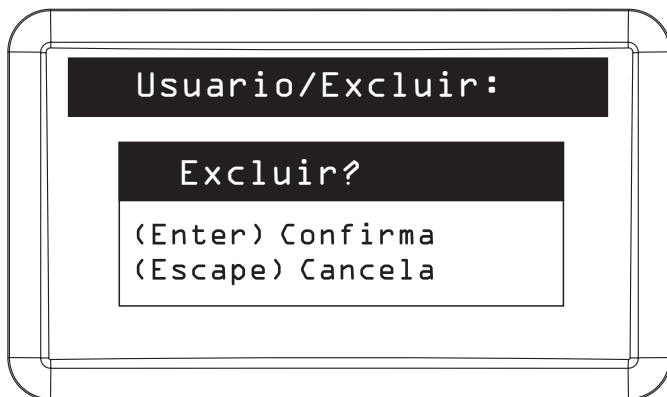 Usuario/Excluir:
Excluir?
(Enter) Confirma
(Escape) Cancela